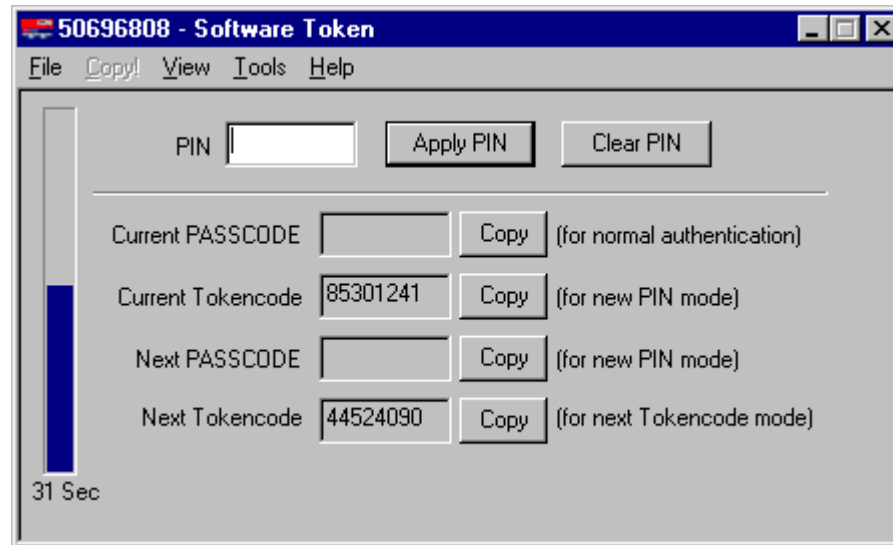 50696808 - Software Token
File Copy! View Tools Help
PIN Apply PIN Clear PIN
Current PASSCODE Copy (for normal authentication)
Current Tokencode 85301241 Copy (for new PIN mode)
Next PASSCODE Copy (for new PIN mode)
Next Tokencode 44524090 Copy (for next Tokencode mode)
31 Sec